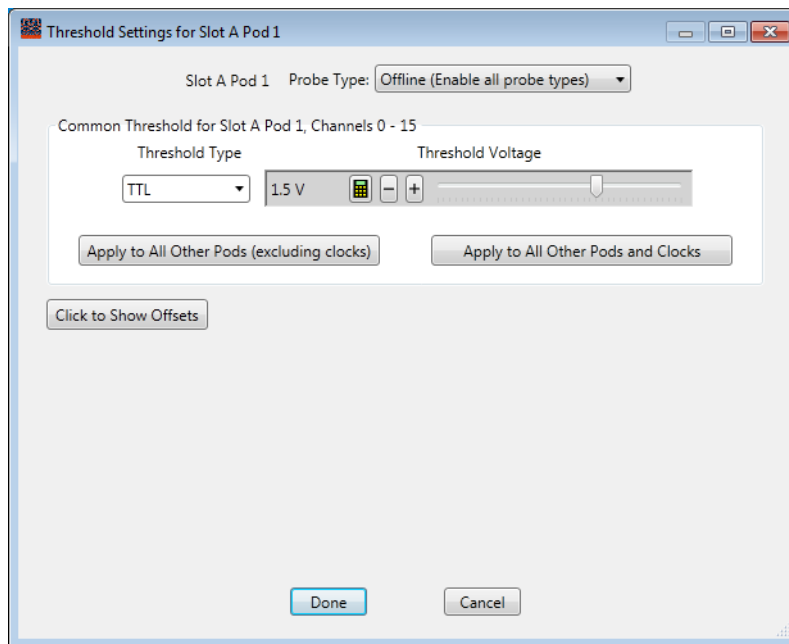 Threshold Settings for Slot A Pod 1
Slot A Pod 1 Probe Type: Offline (Enable all probe types)
Common Threshold for Slot A Pod 1, Channels 0 - 15
Threshold Type Threshold Voltage
TTL 1.5 V − +
Apply to All Other Pods (excluding clocks) Apply to All Other Pods and Clocks
Click to Show Offsets
Done Cancel